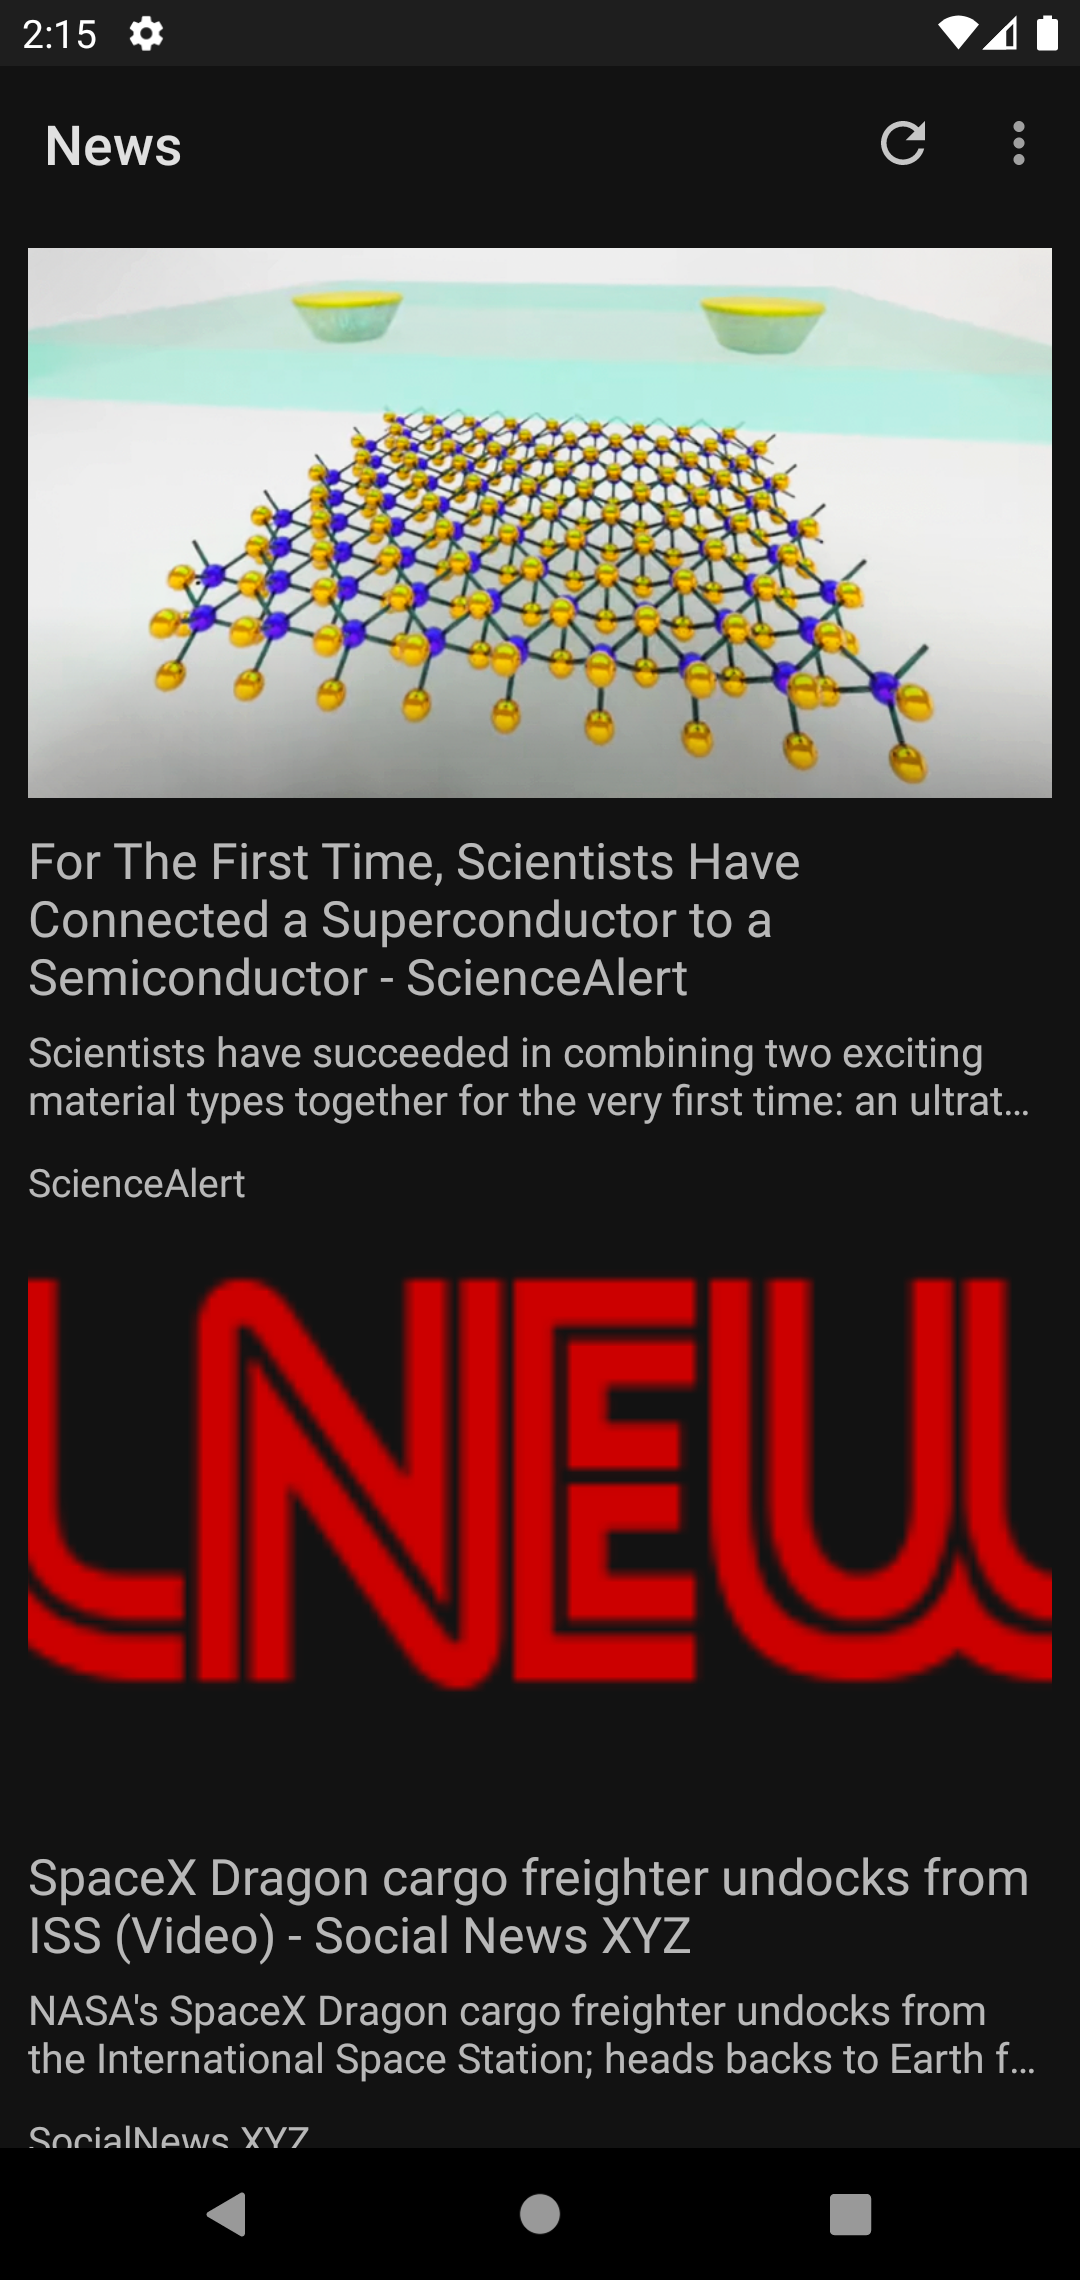 2:15
News
For The First Time, Scientists Have
Connected a Superconductor to a
Semiconductor - ScienceAlert
Scientists have succeeded in combining two exciting
material types together for the very first time: an ultrat…
ScienceAlert
LNEW
SpaceX Dragon cargo freighter undocks from
ISS (Video) - Social News XYZ
NASA's SpaceX Dragon cargo freighter undocks from
the International Space Station; heads backs to Earth f…
SocialNews XYZ